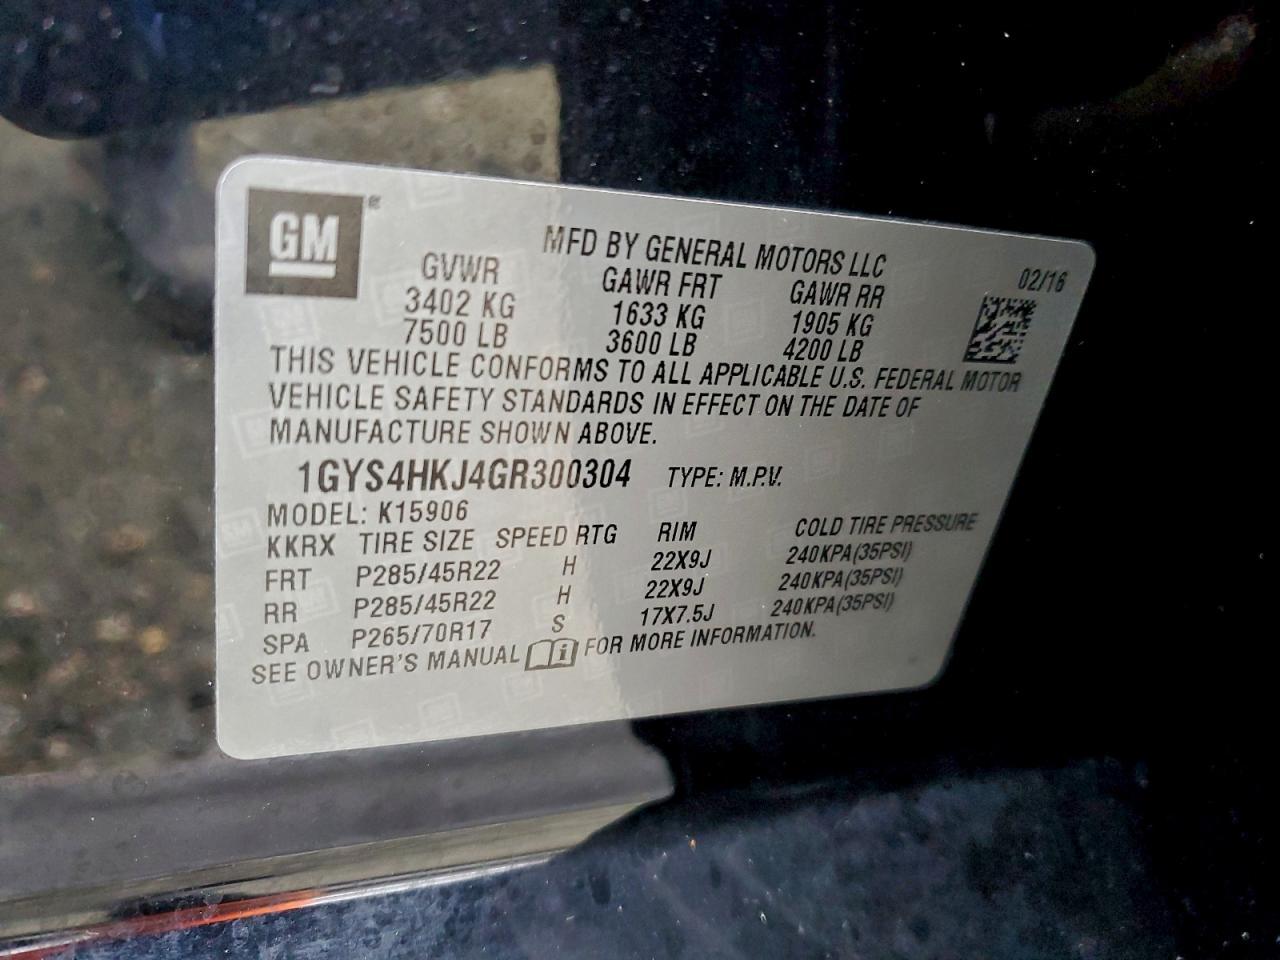 GM ®
MFD BY GENERAL MOTORS LLC
02/16
GVWR GAWR FRT GAWR RR
3402 KG 1633 KG 1905 KG
7500 LB 3600 LB 4200 LB
THIS VEHICLE CONFORMS TO ALL APPLICABLE U.S. FEDERAL MOTOR
VEHICLE SAFETY STANDARDS IN EFFECT ON THE DATE OF
MANUFACTURE SHOWN ABOVE.
1GYS4HKJ4GR300304 TYPE: M.P.V.
MODEL: K15906
KKRX TIRE SIZE SPEED RTG RIM COLD TIRE PRESSURE
FRT P285/45R22 H 22X9J 240KPA(35PSI)
RR P285/45R22 H 22X9J 240KPA(35PSI)
SPA P265/70R17 S 17X7.5J 240KPA(35PSI)
SEE OWNER'S MANUAL i FOR MORE INFORMATION.